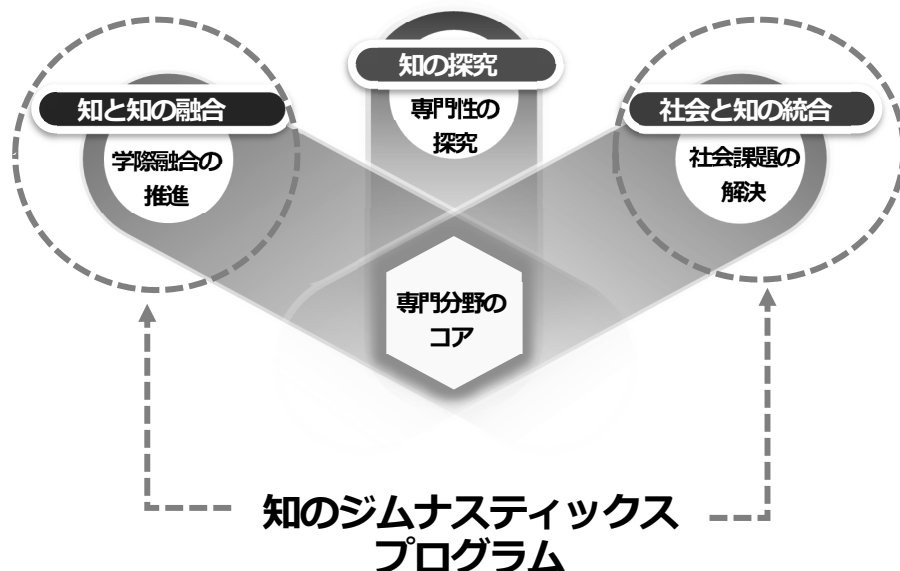 知の探究
専門性の
探究
知と知の融合
学際融合の
推進
社会と知の統合
社会課題の
解決
専門分野の
コア
知のジムナスティックス
プログラム